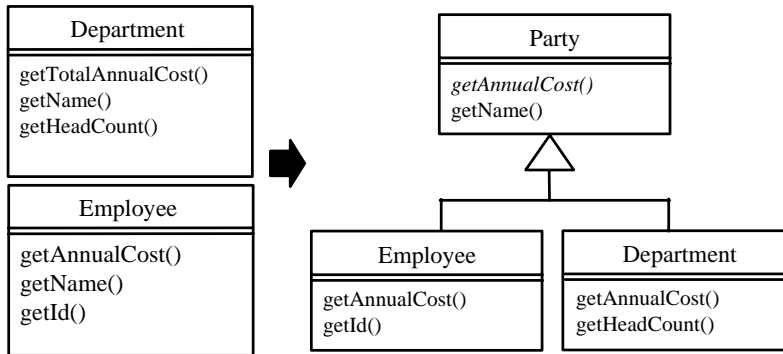 Department
getTotalAnnualCost()
getName()
getHeadCount()
Employee
getAnnualCost()
getName()
getId()
Party
getAnnualCost()
getName()
Employee
getAnnualCost()
getId()
Department
getAnnualCost()
getHeadCount()